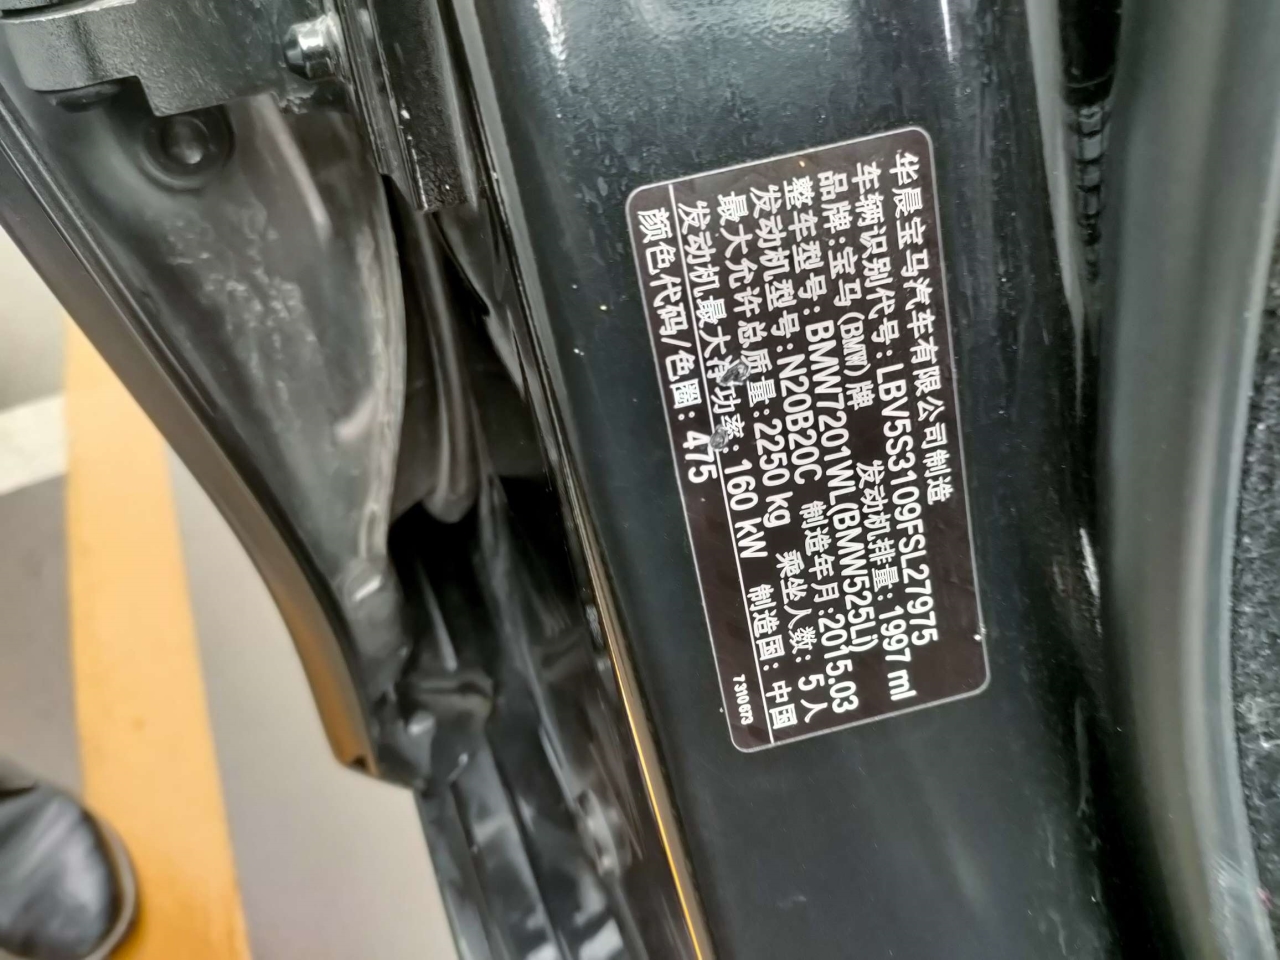 华晨宝马汽车有限公司制造
车辆识别代号：LBV5S3109FSL27975
品牌：宝马（BMW）牌 发动机排量：1997 ml
整车型号：BMW7201WL(BMW525Li)
发动机型号：N20B20C 制造年月：2015.03
最大允许总质量：2250 kg 乘坐人数：5人
发动机最大净功率：160 kW 制造国：中国
颜色代码/色圈：475
7310573